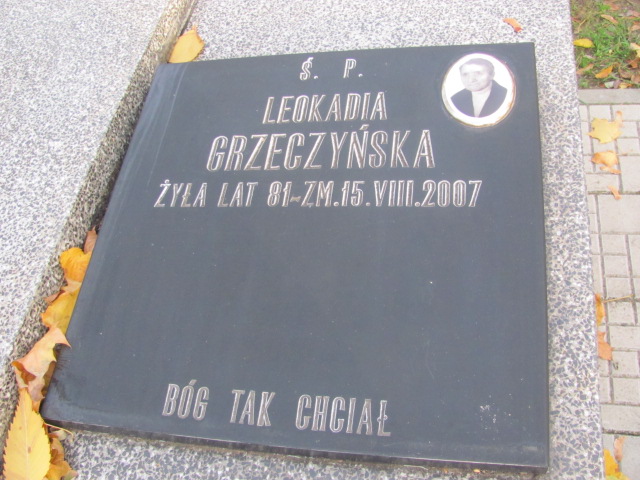 Ś. P.
LEOKADIA
GRZECZYŃSKA
ŻYŁA LAT 81~ZM.15.VIII.2007
BÓG TAK CHCIAŁ